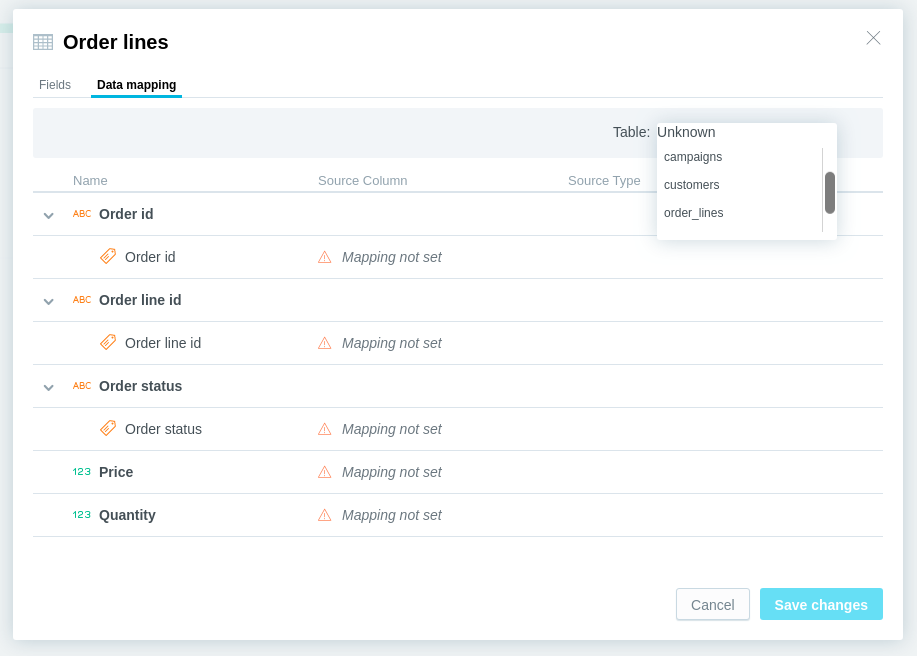 Order lines
Fields Data mapping
Table: Unknown
campaigns
customers
order_lines
Name Source Column Source Type
ABC Order id
Order id Mapping not set
ABC Order line id
Order line id Mapping not set
ABC Order status
Order status Mapping not set
123 Price Mapping not set
123 Quantity Mapping not set
Cancel Save changes